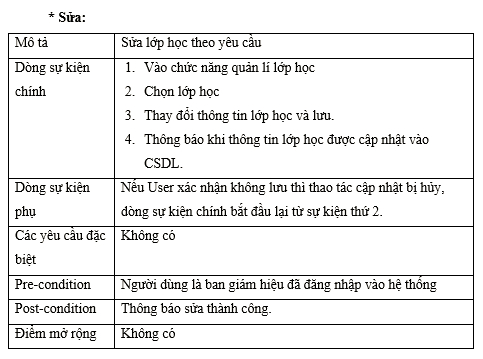 * Sửa:
Mô tả Sửa lớp học theo yêu cầu
Dòng sự kiện 1. Vào chức năng quản lí lớp học
chính 2. Chọn lớp học
3. Thay đổi thông tin lớp học và lưu.
4. Thông báo khi thông tin lớp học được cập nhật vào
CSDL.
Dòng sự kiện Nếu User xác nhận không lưu thì thao tác cập nhật bị hủy,
phụ dòng sự kiện chính bắt đầu lại từ sự kiện thứ 2.
Các yêu cầu đặc Không có
biệt
Pre-condition Người dùng là ban giám hiệu đã đăng nhập vào hệ thống
Post-condition Thông báo sửa thành công.
Điểm mở rộng Không có